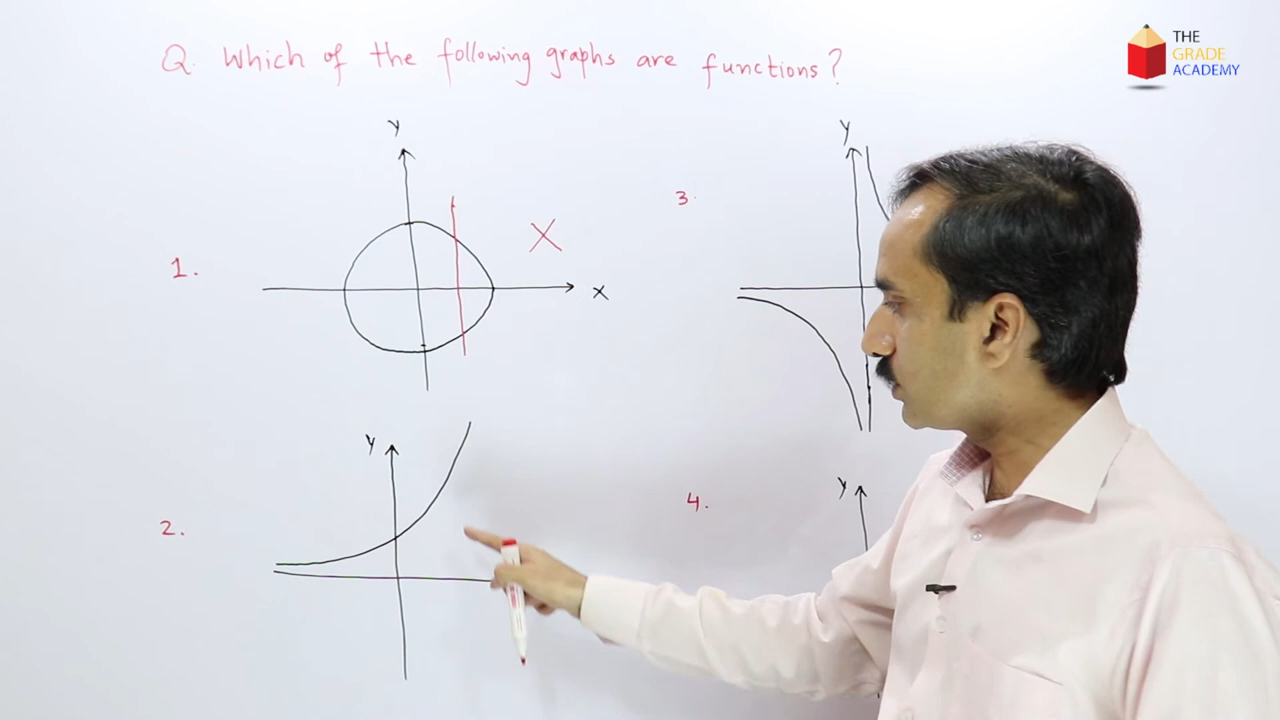 Q. Which of the following graphs are functions?
THE
GRADE
ACADEMY
y
1.
X
x
y
3.
y
2.
y
4.